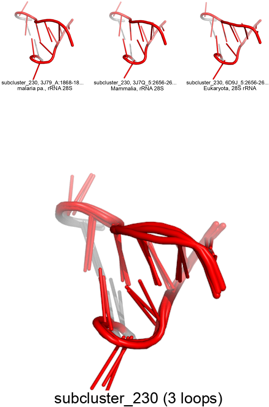 subcluster_230, 3J79_A:1868-18...
malaria pa., rRNA 28S
subcluster_230, 3J7Q_5:2656-26...
Mammalia, rRNA 28S
subcluster_230, 6D9J_5:2656-26...
Eukaryota, 28S rRNA
subcluster_230 (3 loops)